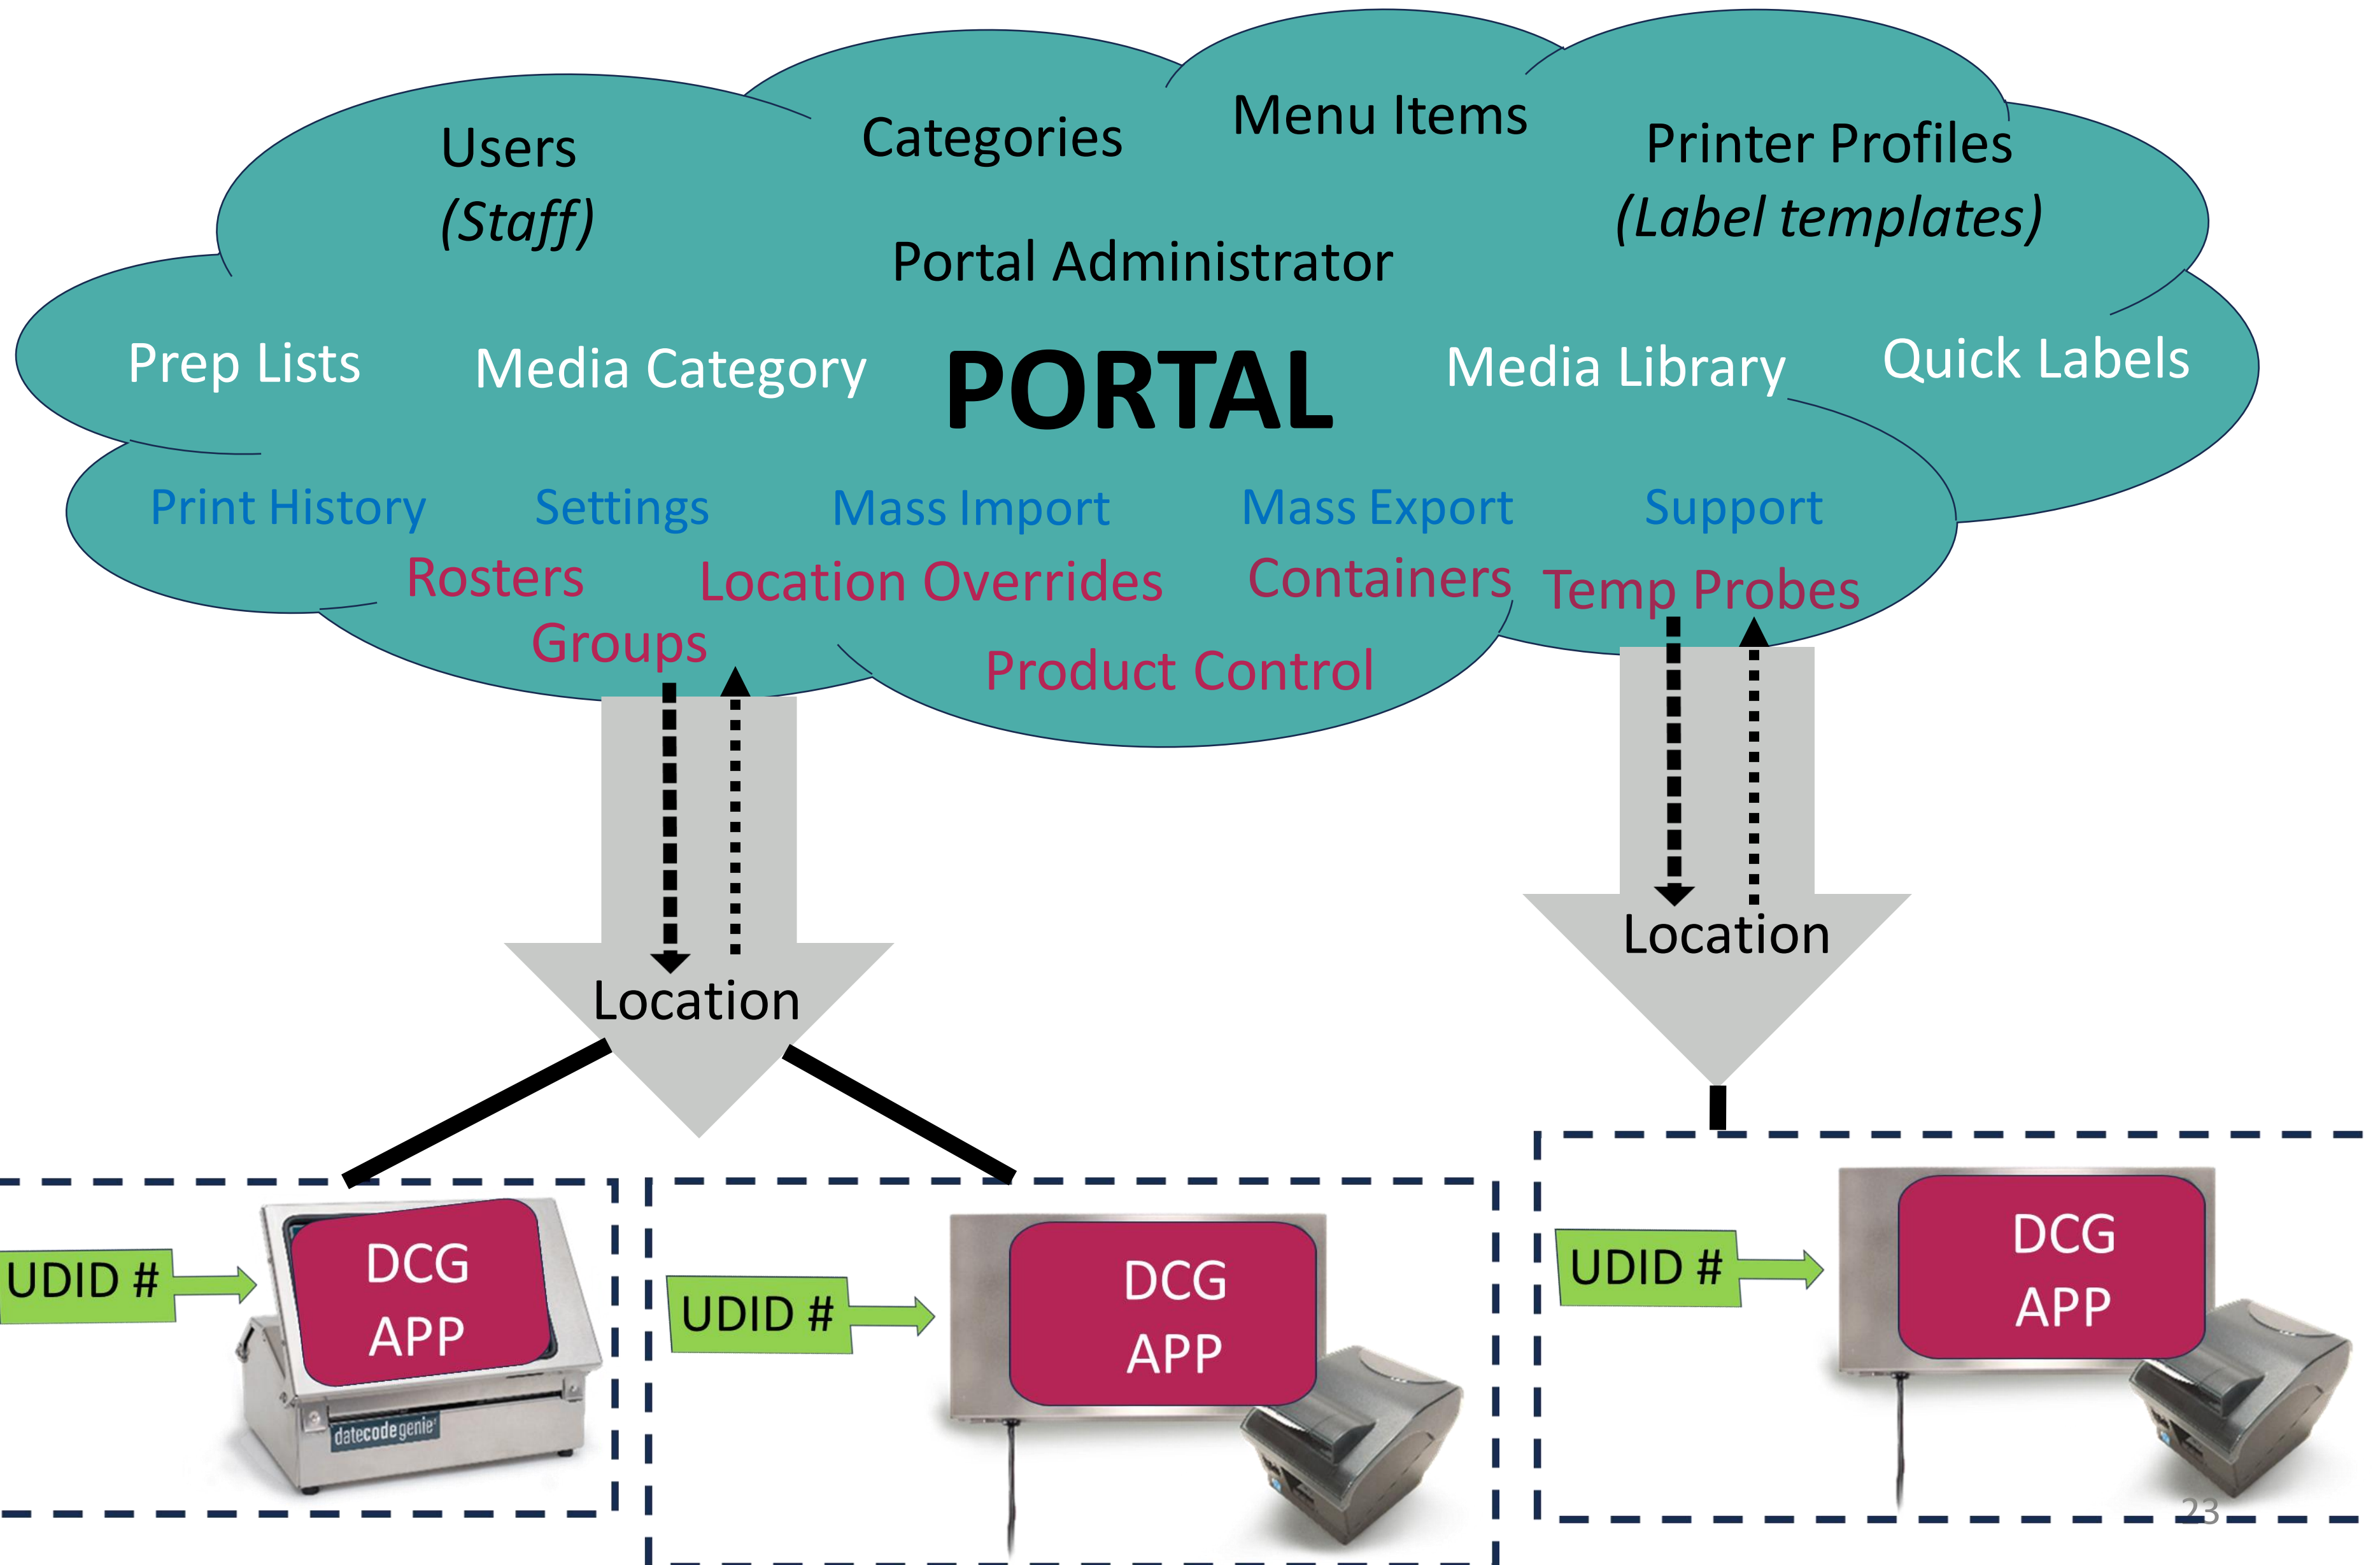 Users
(Staff)
Categories
Menu Items
Printer Profiles
(Label templates)
Portal Administrator
Prep Lists
Media Category
PORTAL
Media Library
Quick Labels
Print History
Settings
Mass Import
Mass Export
Support
Rosters
Location Overrides
Containers
Temp Probes
Groups
Product Control
Location
Location
UDID #
DCG
APP
datecodegenie
UDID #
DCG
APP
UDID #
DCG
APP
23